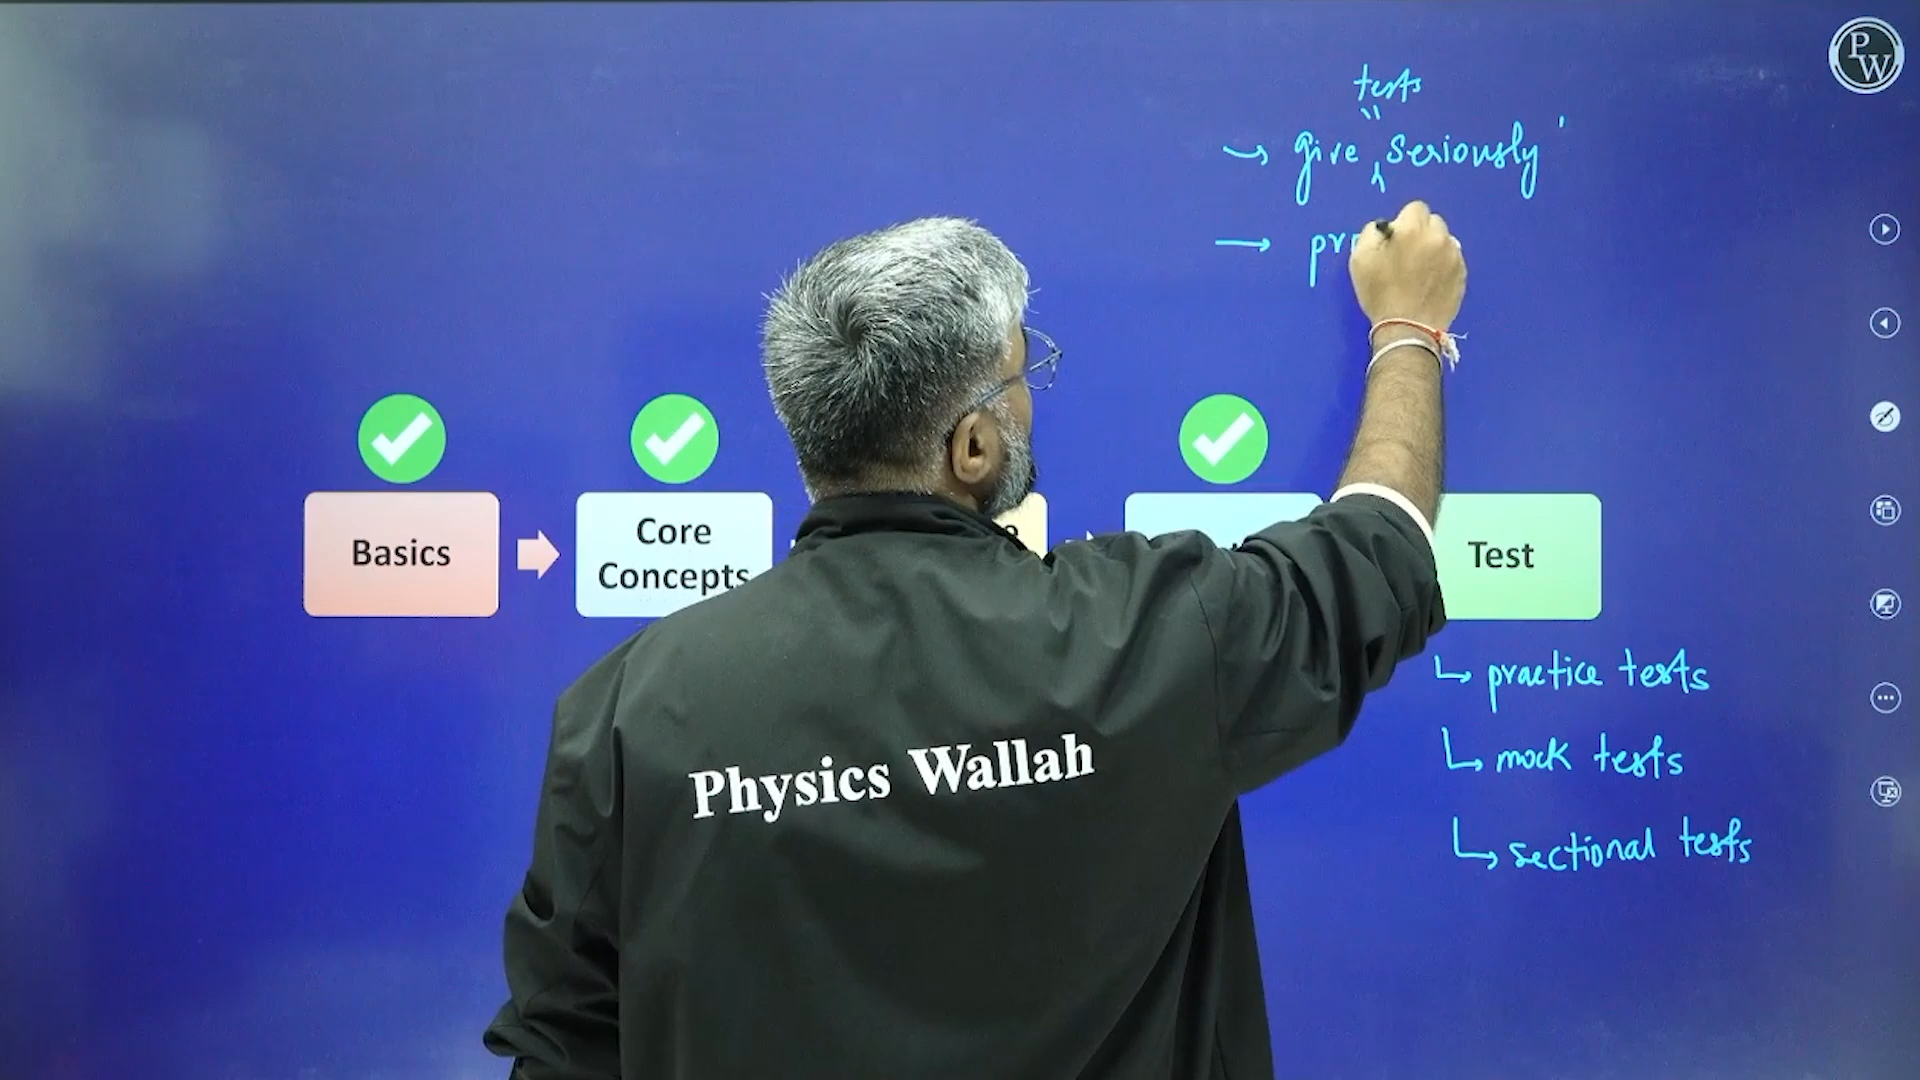 PW
tests
→ give seriously
→ pr
Basics
Core
Concepts
Test
practice tests
mock tests
sectional tests
Physics Wallah